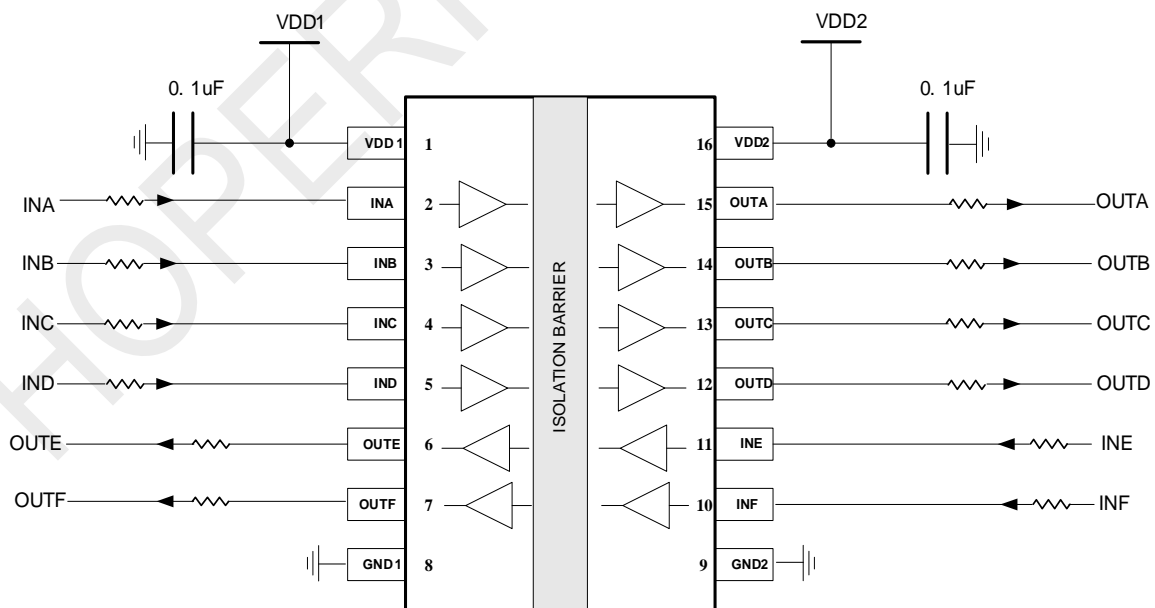 VDD1
VDD2
0. 1uF
0. 1uF
VDD1 1
16 VDD2
INA INA 2
15 OUTA OUTA
INB INB 3
14 OUTB OUTB
INC INC 4
13 OUTC OUTC
IND IND 5
12 OUTD OUTD
OUTE OUTE 6
11 INE INE
OUTF OUTF 7
10 INF INF
GND1 8
9 GND2
ISOLATION BARRIER